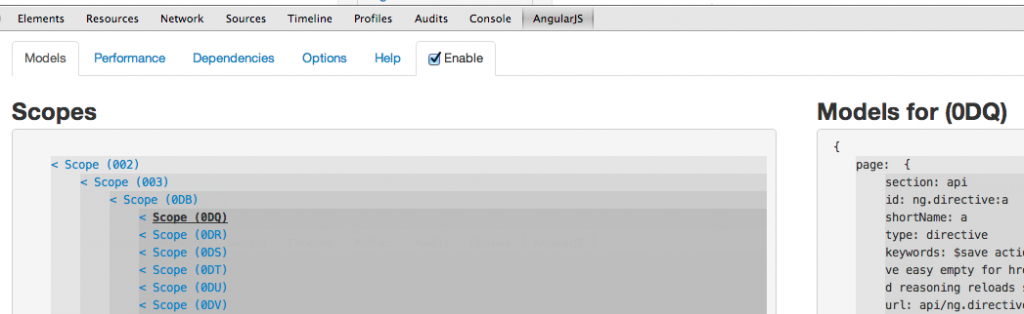 Elements Resources Network Sources Timeline Profiles Audits Console AngularJS
Models Performance Dependencies Options Help Enable
Scopes
< Scope (002)
< Scope (003)
< Scope (0DB)
< Scope (0DQ)
< Scope (0DR)
< Scope (0DS)
< Scope (0DT)
< Scope (0DU)
< Scope (0DV)
Models for (0DQ)
{
page: {
section: api
id: ng.directive:a
shortName: a
type: directive
keywords: $save actio
ve easy empty for hre
d reasoning reloads s
url: api/ng.directive